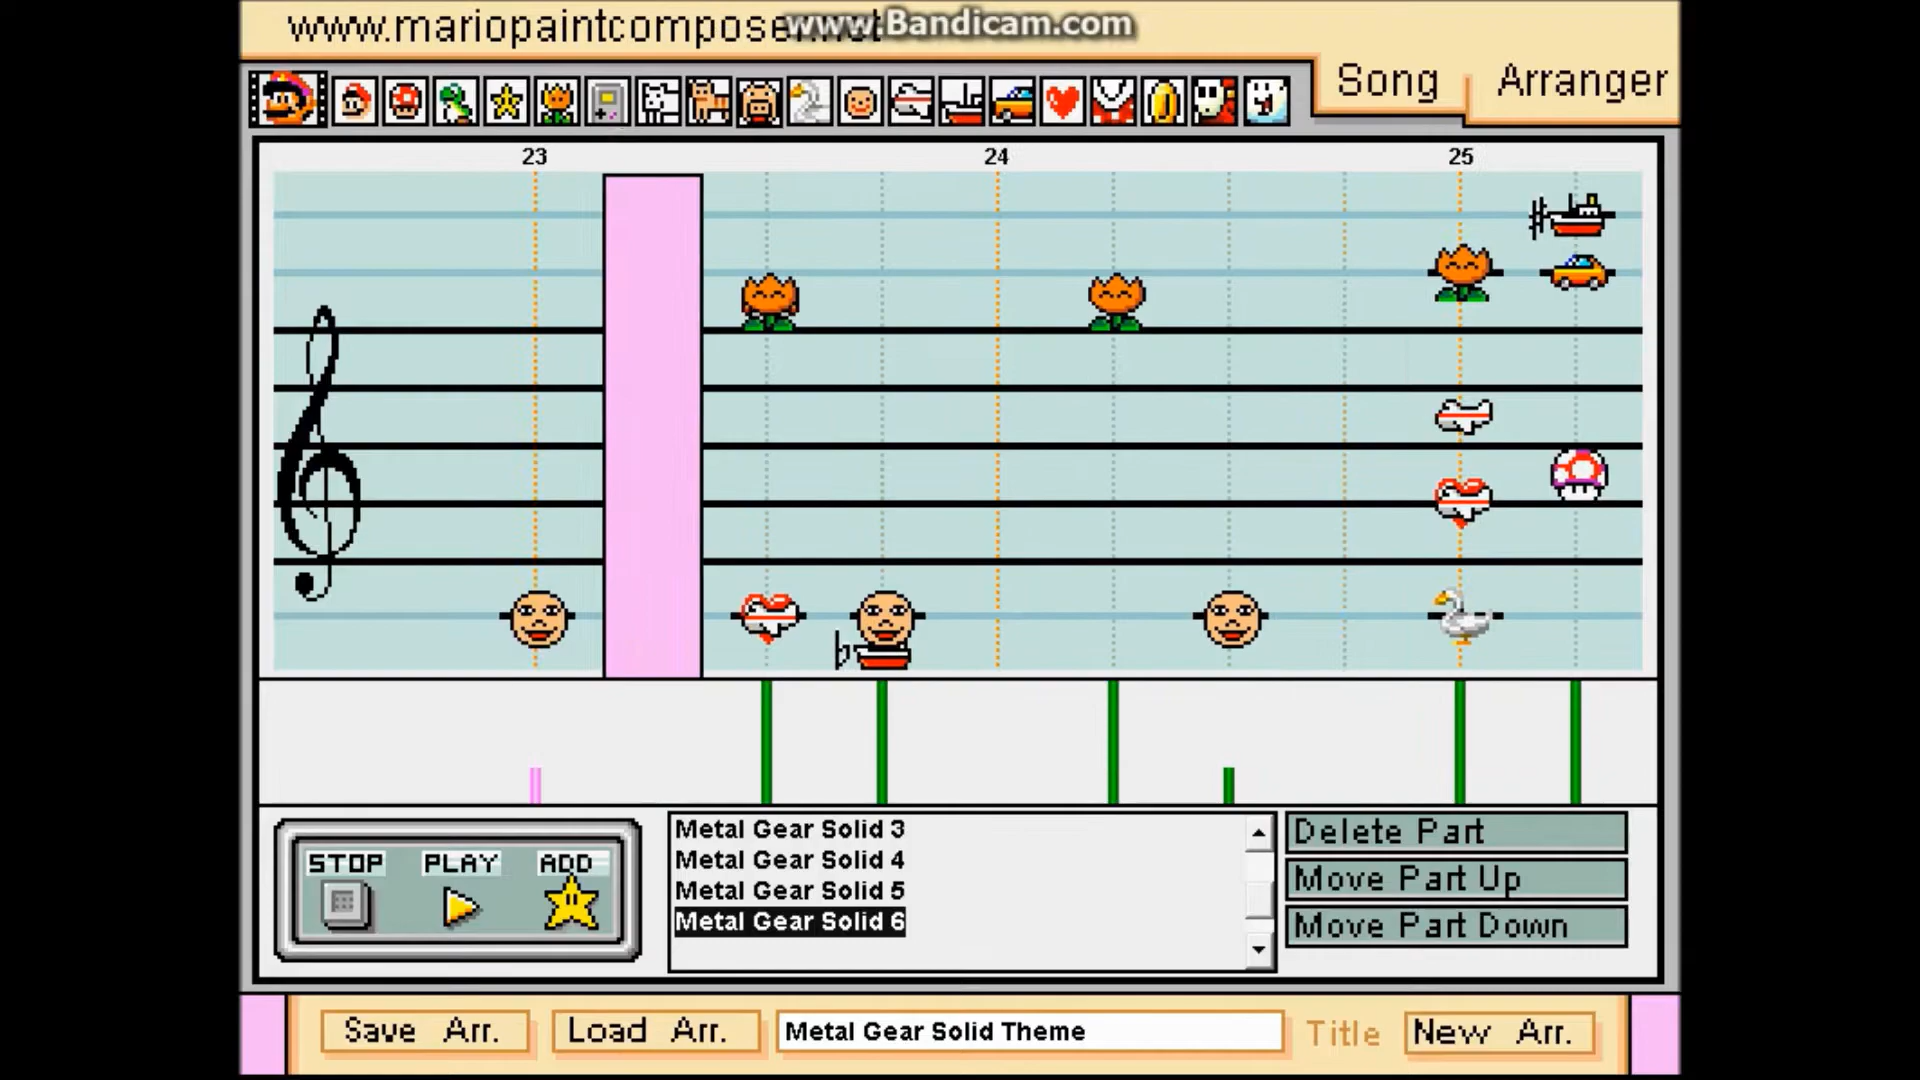 www.mariopaintcomposer.net
www.Bandicam.com
Song
Arranger
23
24
25
STOP
PLAY
ADD
Metal Gear Solid 3
Metal Gear Solid 4
Metal Gear Solid 5
Metal Gear Solid 6
Delete Part
Move Part Up
Move Part Down
Save Arr.
Load Arr.
Metal Gear Solid Theme
Title
New Arr.